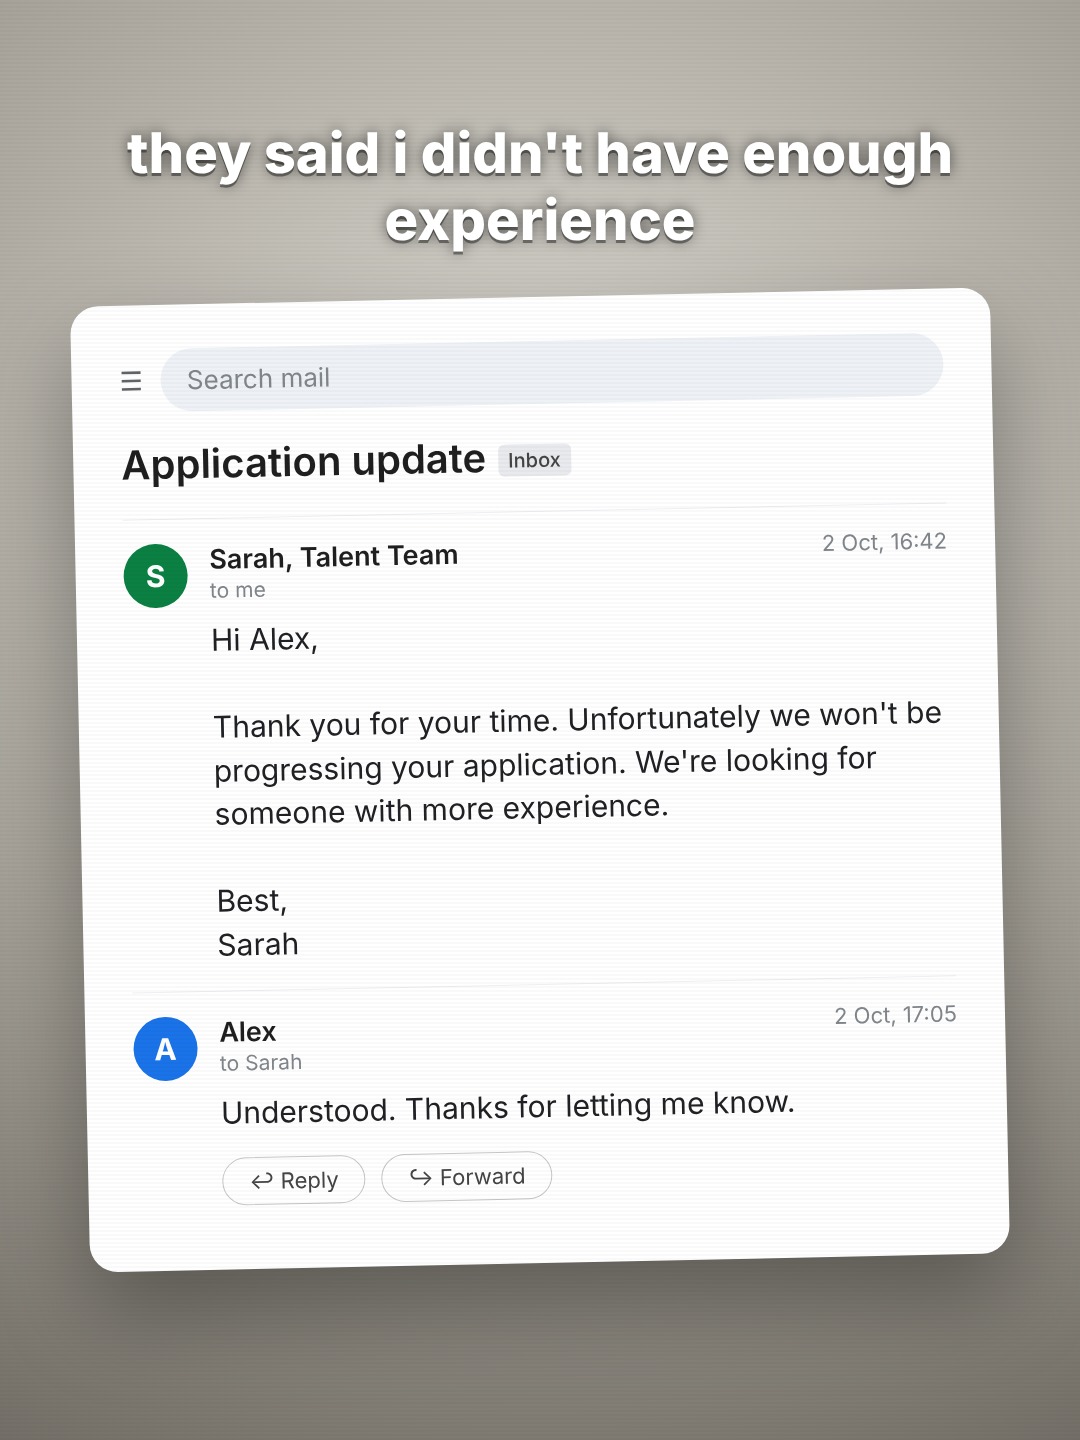 they said i didn't have enough
experience
☰ Search mail
Application update Inbox
S Sarah, Talent Team 2 Oct, 16:42
to me
Hi Alex,
Thank you for your time. Unfortunately we won't be
progressing your application. We're looking for
someone with more experience.
Best,
Sarah
A Alex 2 Oct, 17:05
to Sarah
Understood. Thanks for letting me know.
↩ Reply ↪ Forward